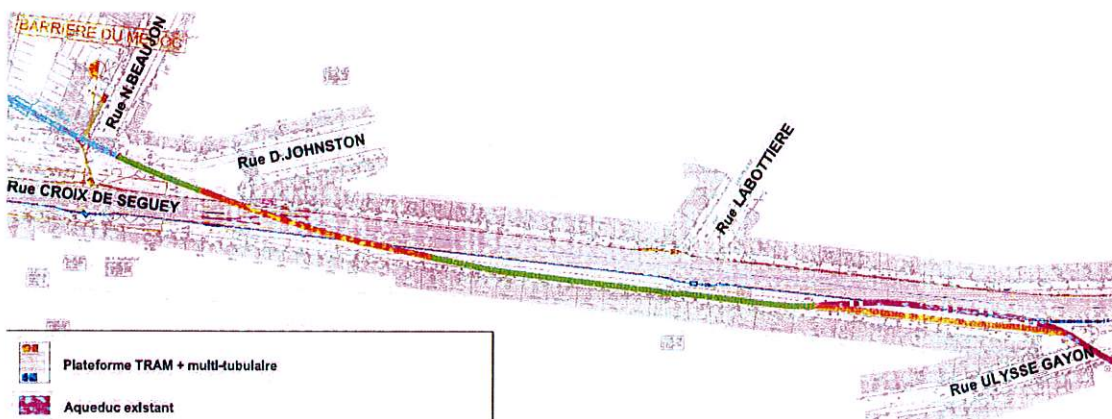 BARRIERE DU MEDOC
Rue N.BEAUJON
Rue D.JOHNSTON
Rue CROIX DE SEGUEY
Rue LABOTTIERE
Rue ULYSSE GAYON
Plateforme TRAM + multi-tubulaire
Aqueduc existant